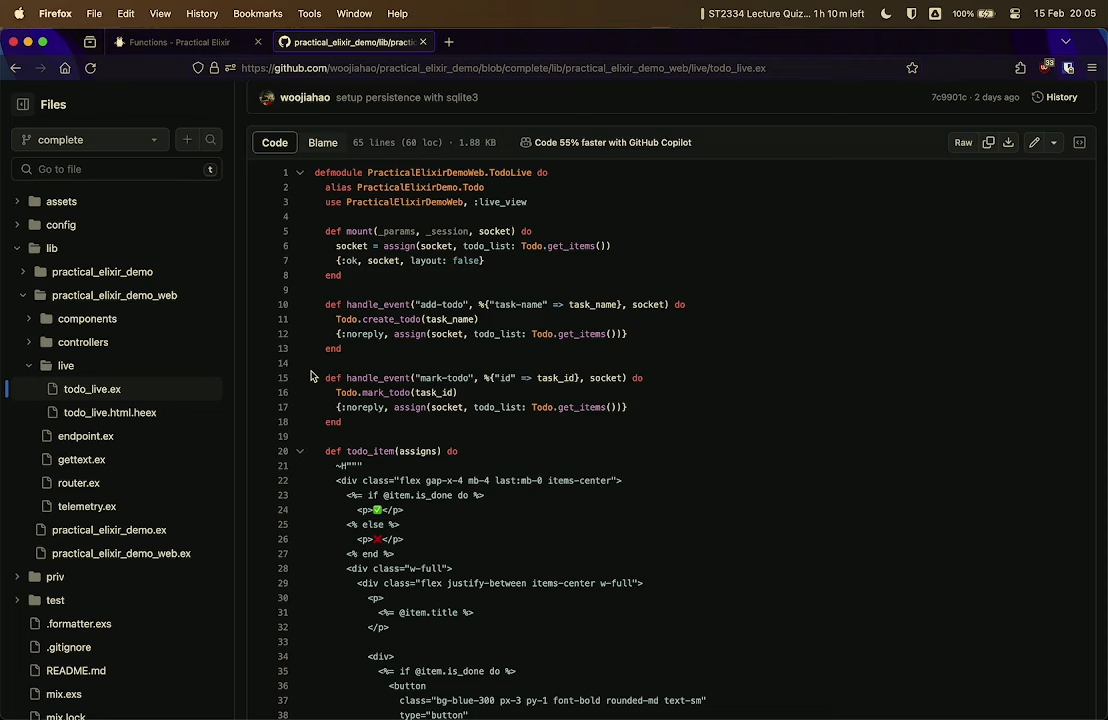 Firefox File Edit View History Bookmarks Tools Window Help ST2334 Lecture Quiz... 1 h 10 m left 100% 15 Feb 20 05
Functions - Practical Elixir practical_elixir_demo/lib/practic
https://github.com/woojiahao/practical_elixir_demo/blob/complete/lib/practical_elixir_demo_web/live/todo_live.ex 33
Files
woojiahao setup persistence with sqlite3 7c9901c · 2 days ago History
complete
Code Blame 65 lines (60 loc) · 1.88 KB Code 55% faster with GitHub Copilot Raw
Go to file t
assets
config
lib
practical_elixir_demo
practical_elixir_demo_web
components
controllers
live
todo_live.ex
todo_live.html.heex
endpoint.ex
gettext.ex
router.ex
telemetry.ex
practical_elixir_demo.ex
practical_elixir_demo_web.ex
priv
test
.formatter.exs
.gitignore
README.md
mix.exs
mix.lock
1 defmodule PracticalElixirDemoWeb.TodoLive do
2 alias PracticalElixirDemo.Todo
3 use PracticalElixirDemoWeb, :live_view
4
5 def mount(_params, _session, socket) do
6 socket = assign(socket, todo_list: Todo.get_items())
7 {:ok, socket, layout: false}
8 end
9
10 def handle_event("add-todo", %{"task-name" => task_name}, socket) do
11 Todo.create_todo(task_name)
12 {:noreply, assign(socket, todo_list: Todo.get_items())}
13 end
14
15 def handle_event("mark-todo", %{"id" => task_id}, socket) do
16 Todo.mark_todo(task_id)
17 {:noreply, assign(socket, todo_list: Todo.get_items())}
18 end
19
20 def todo_item(assigns) do
21 ~H"""
22 <div class="flex gap-x-4 mb-4 last:mb-0 items-center">
23 <%= if @item.is_done do %>
24 <p>✅</p>
25 <% else %>
26 <p>❌</p>
27 <% end %>
28 <div class="w-full">
29 <div class="flex justify-between items-center w-full">
30 <p>
31 <%= @item.title %>
32 </p>
33
34 <div>
35 <%= if @item.is_done do %>
36 <button
37 class="bg-blue-300 px-3 py-1 font-bold rounded-md text-sm"
38 type="button"